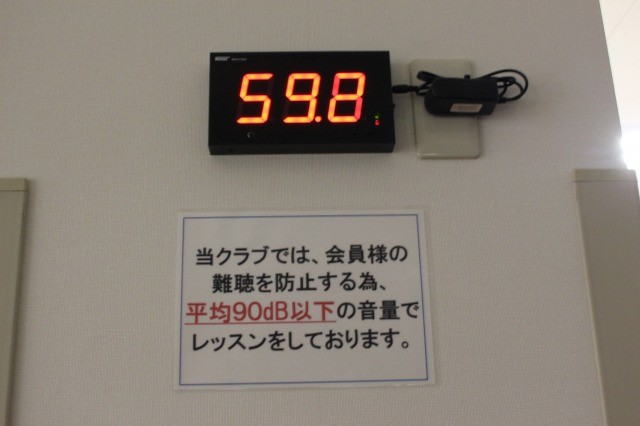 59.8
当クラブでは、会員様の
難聴を防止する為、
平均90dB以下の音量で
レッスンをしております。